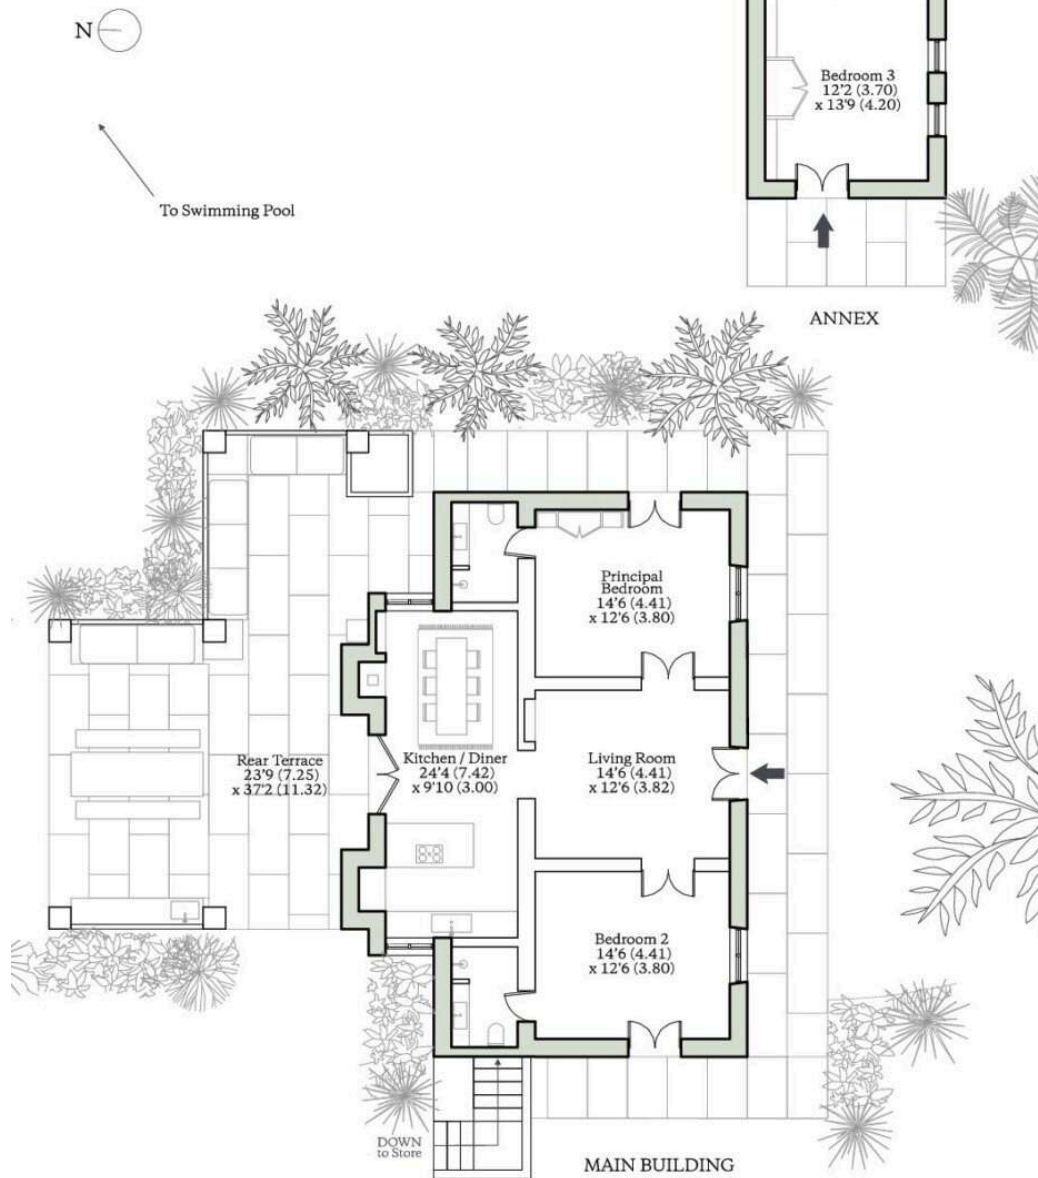 N
To Swimming Pool
Bedroom 3
12'2 (3.70)
x 13'9 (4.20)
ANNEX
Principal
Bedroom
14'6 (4.41)
x 12'6 (3.80)
Rear Terrace
23'9 (7.25)
x 37'2 (11.32)
Kitchen / Diner
24'4 (7.42)
x 9'10 (3.00)
Living Room
14'6 (4.41)
x 12'6 (3.82)
Bedroom 2
14'6 (4.41)
x 12'6 (3.80)
DOWN
to Store
MAIN BUILDING